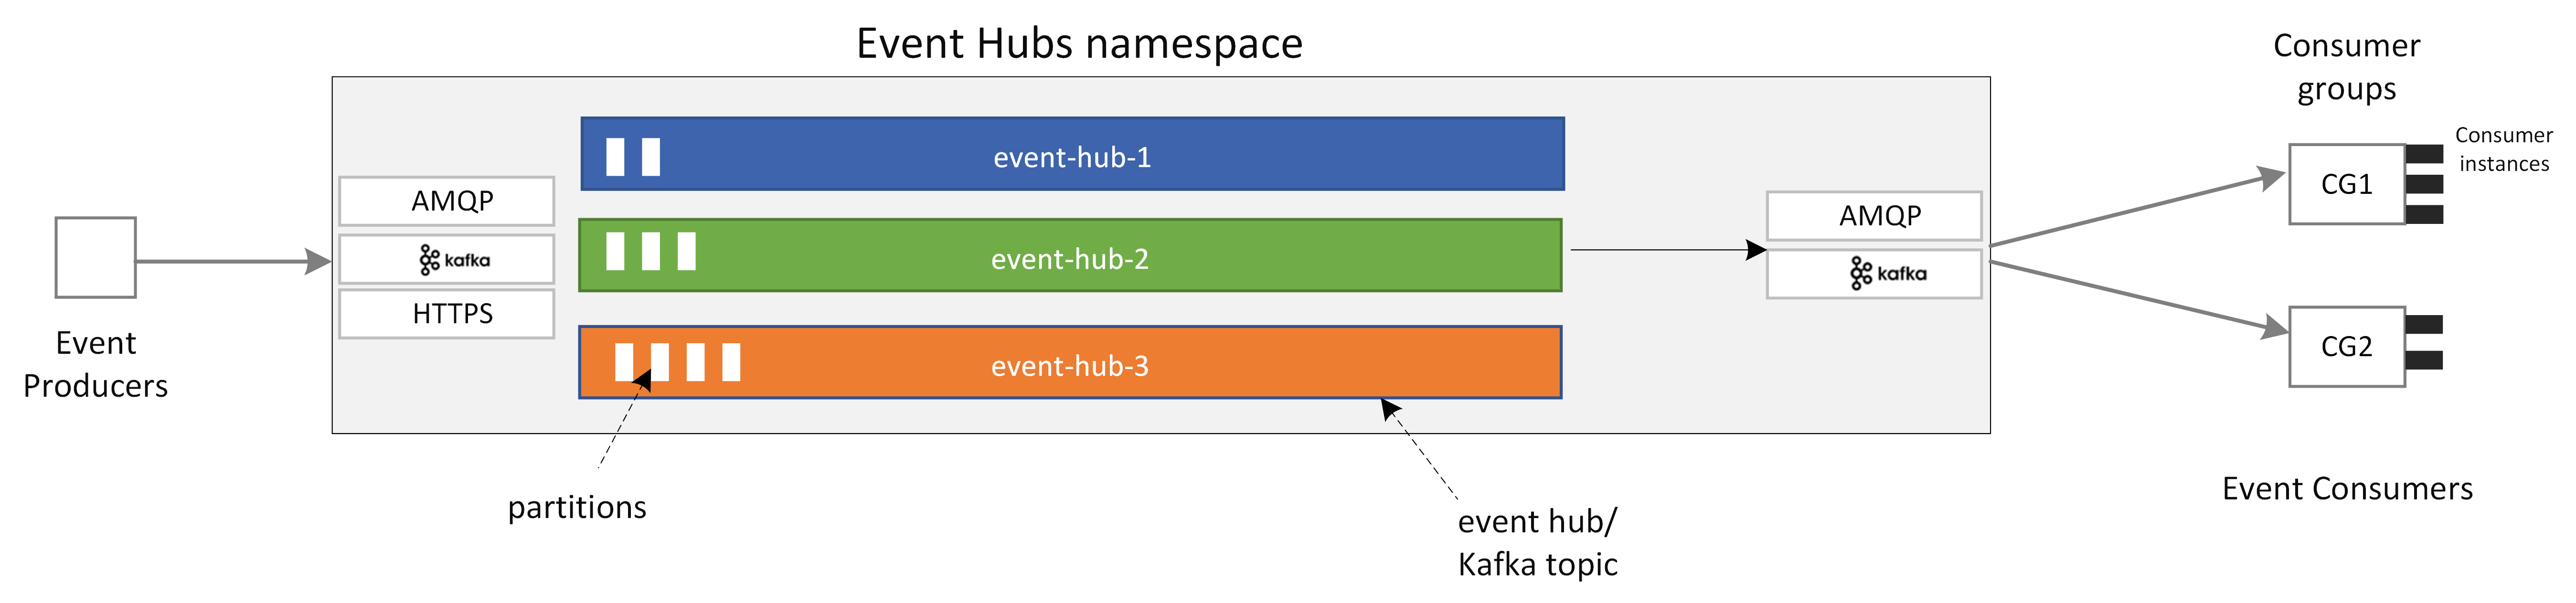 Event Hubs namespace
Event
Producers
AMQP
kafka
HTTPS
event-hub-1
event-hub-2
event-hub-3
partitions
event hub/
Kafka topic
AMQP
kafka
Consumer
groups
Consumer
instances
CG1
CG2
Event Consumers